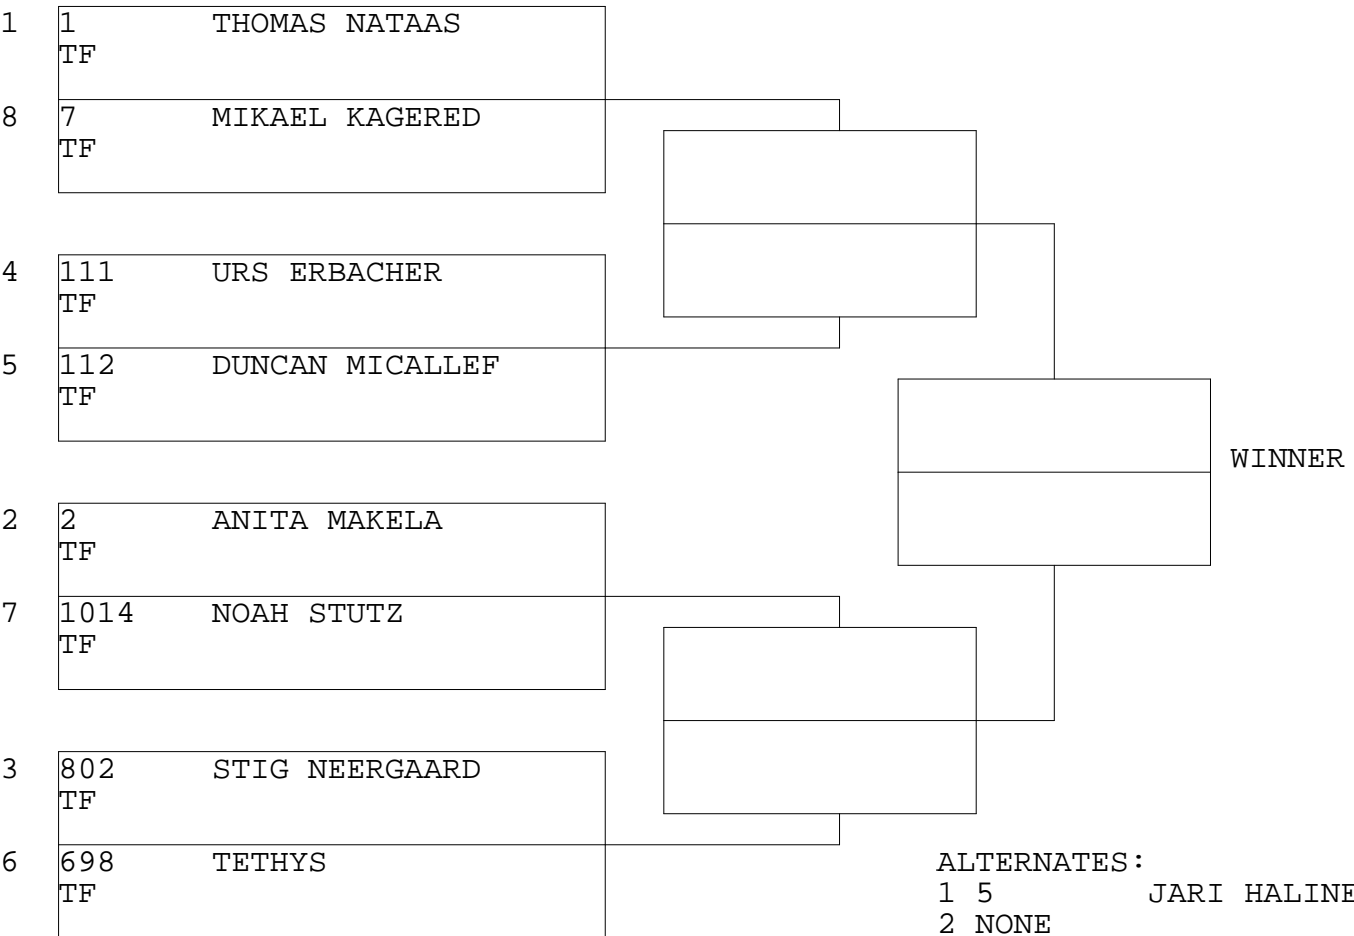 1 1 THOMAS NATAAS
TF
8 7 MIKAEL KAGERED
TF
4 111 URS ERBACHER
TF
5 112 DUNCAN MICALLEF
TF
WINNER
2 2 ANITA MAKELA
TF
7 1014 NOAH STUTZ
TF
3 802 STIG NEERGAARD
TF
6 698 TETHYS
TF
ALTERNATES:
1 5 JARI HALINE
2 NONE